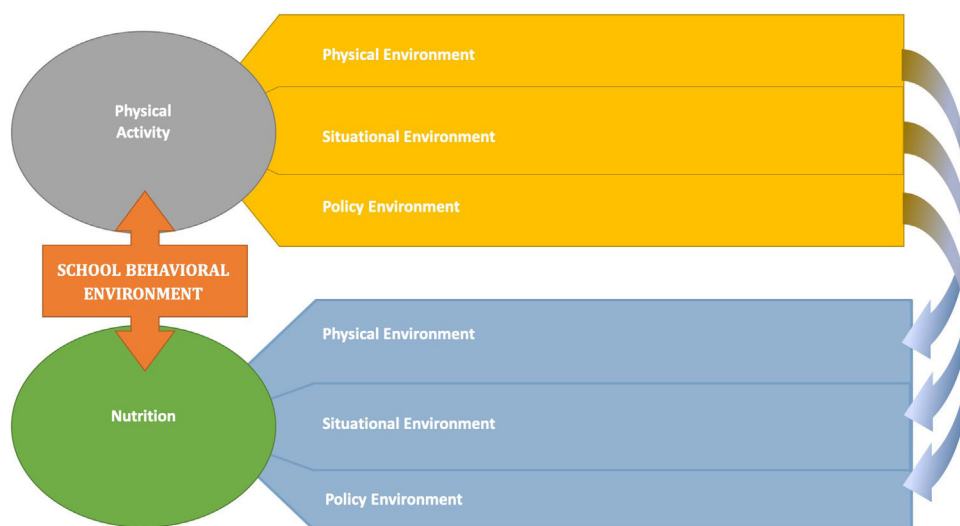 Physical Environment
Physical
Activity
Situational Environment
Policy Environment
SCHOOL BEHAVIORAL
ENVIRONMENT
Physical Environment
Nutrition
Situational Environment
Policy Environment